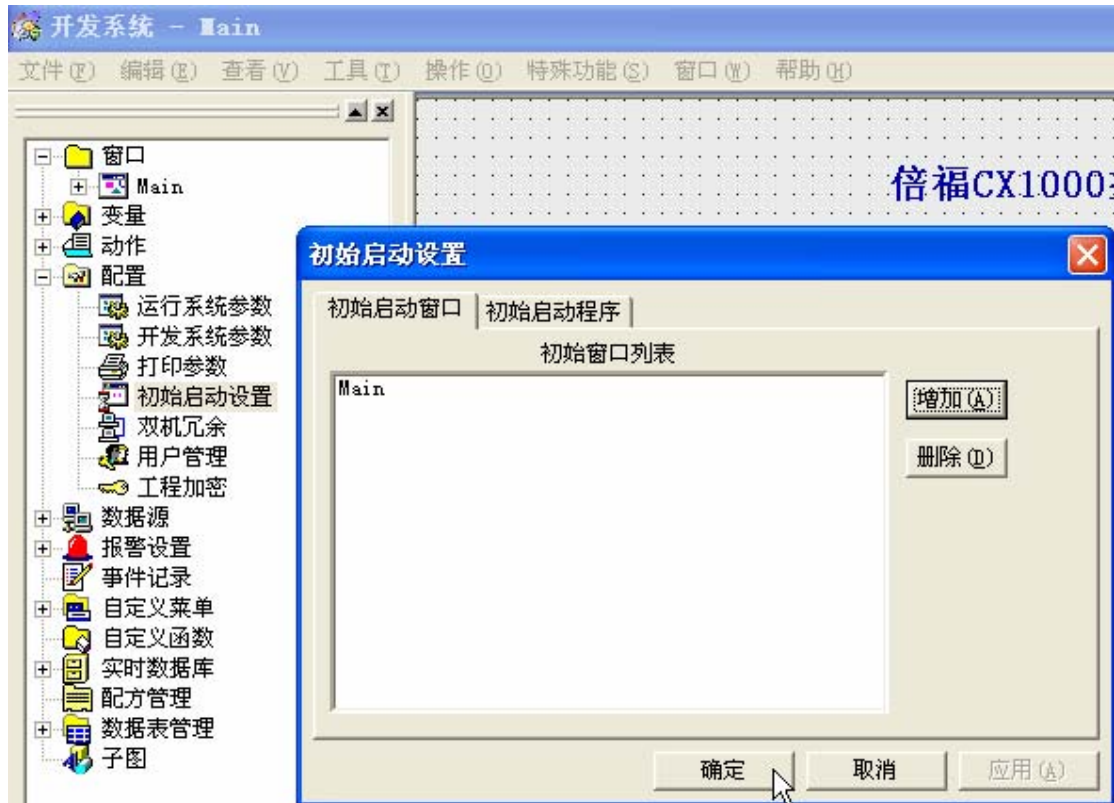 开发系统 - Main
文件(F) 编辑(E) 查看(V) 工具(T) 操作(O) 特殊功能(S) 窗口(W) 帮助(H)
窗口
Main
变量
动作
配置
运行系统参数
开发系统参数
打印参数
初始启动设置
双机冗余
用户管理
工程加密
数据源
报警设置
事件记录
自定义菜单
自定义函数
实时数据库
配方管理
数据表管理
子图
倍福CX1000
初始启动设置
初始启动窗口 初始启动程序
初始窗口列表
Main
增加(A)
删除(D)
确定 取消 应用(A)